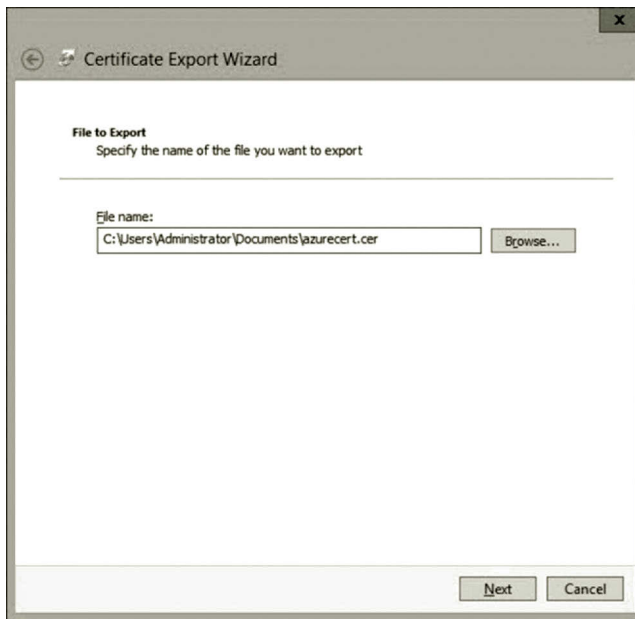 x
Certificate Export Wizard
File to Export
Specify the name of the file you want to export
File name:
C:\Users\Administrator\Documents\azurecert.cer
Browse...
Next
Cancel